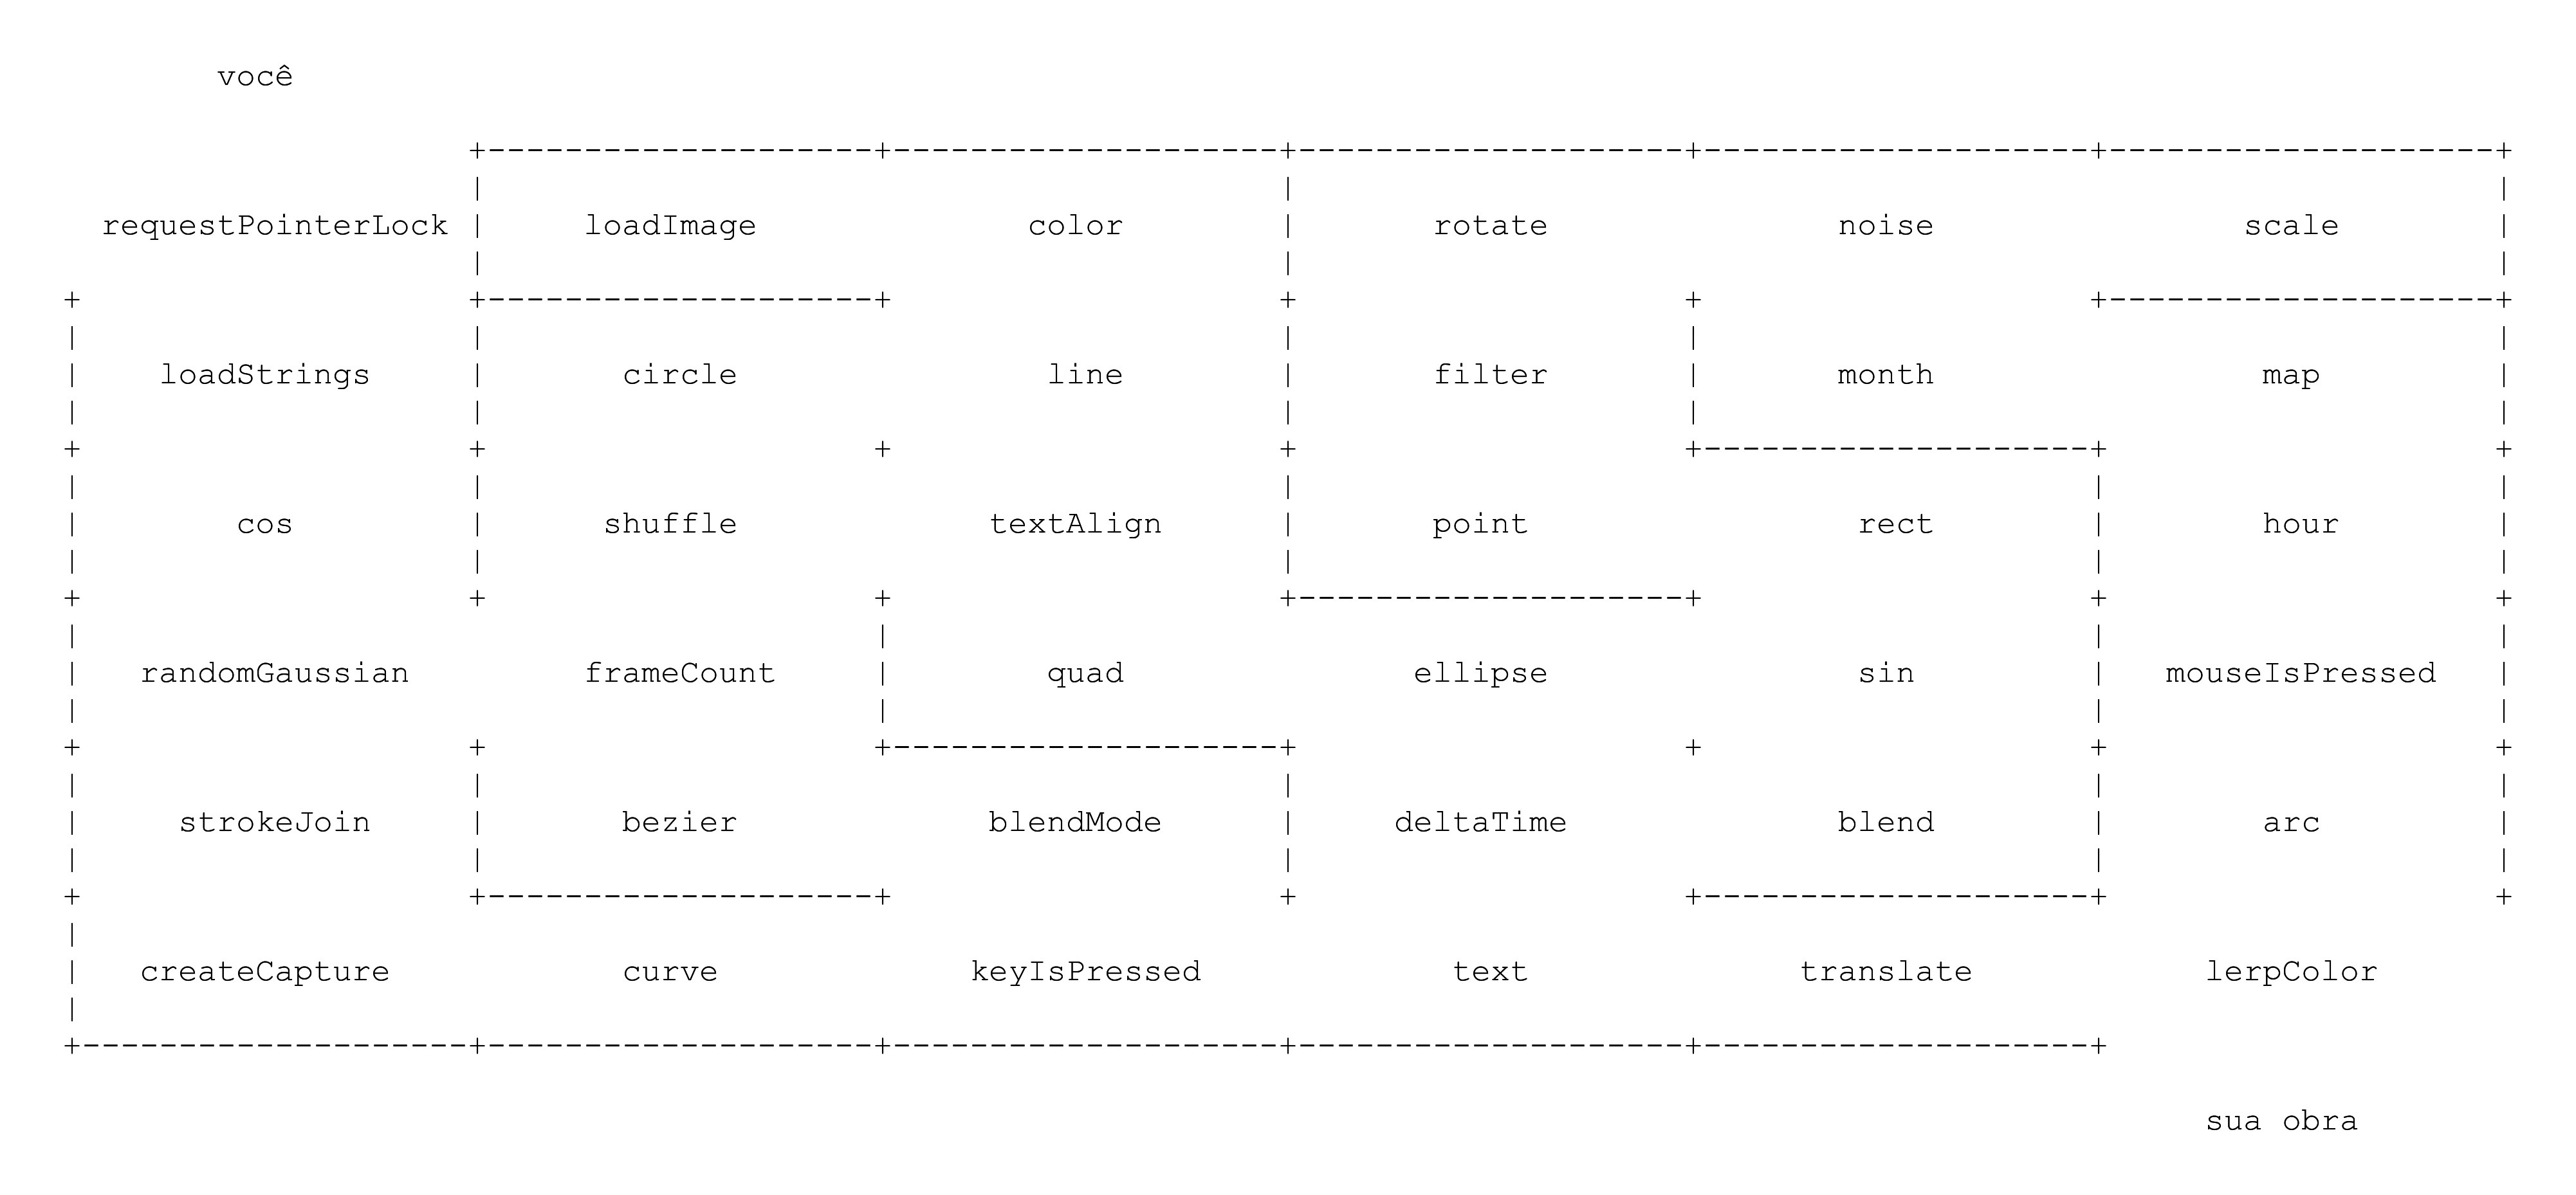 você
requestPointerLock loadImage color rotate noise scale
loadStrings circle line filter month map
cos shuffle textAlign point rect hour
randomGaussian frameCount quad ellipse sin mouseIsPressed
strokeJoin bezier blendMode deltaTime blend arc
createCapture curve keyIsPressed text translate lerpColor
sua obra